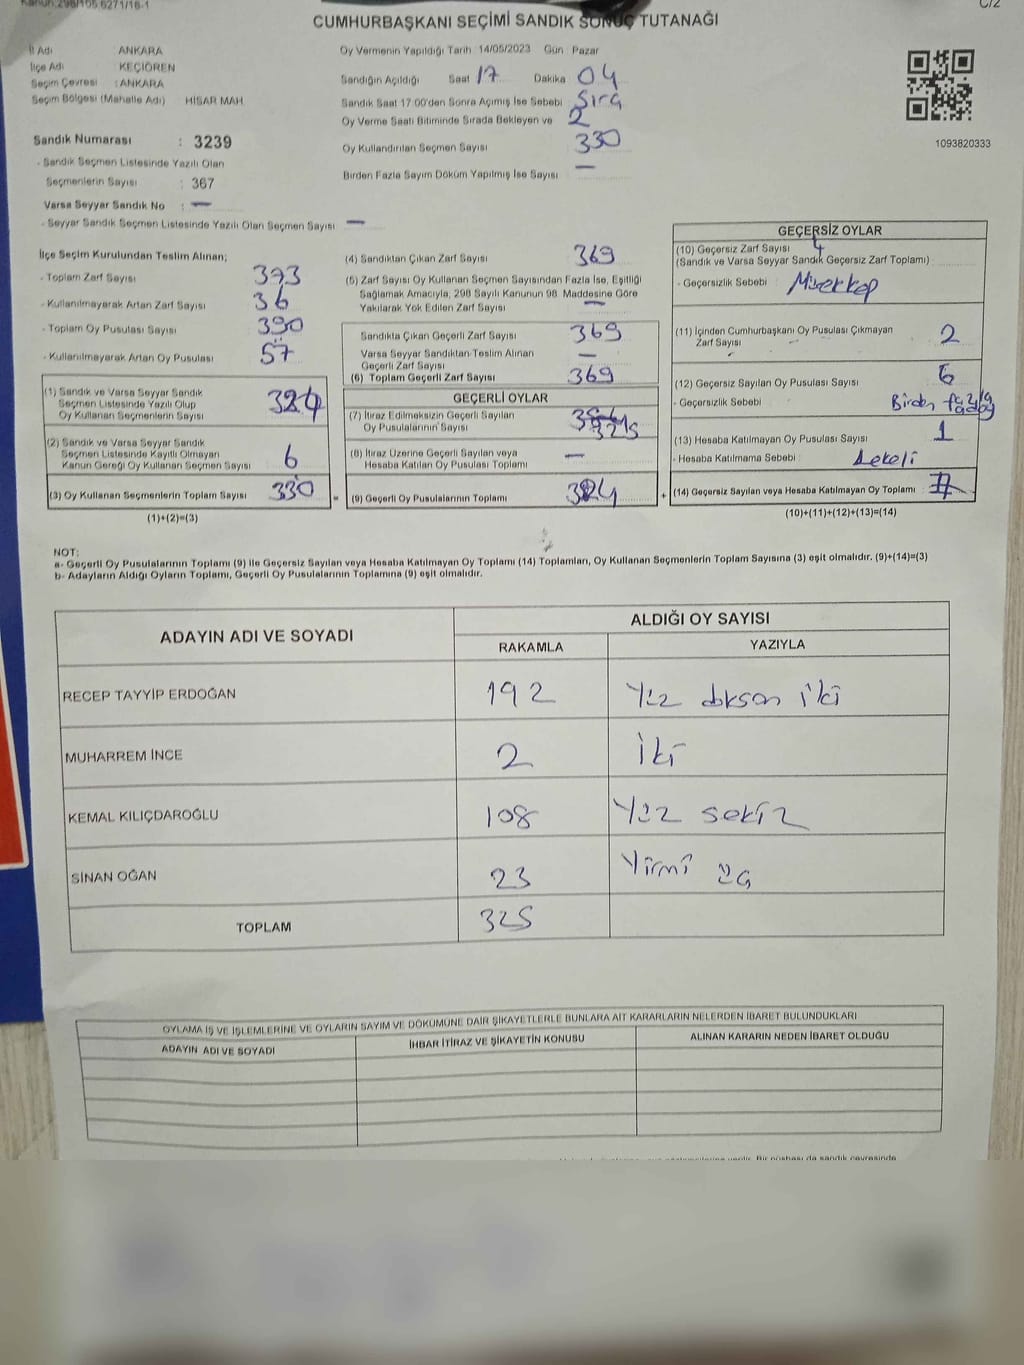 Kanun:298/105 6271/16-1
C/2
CUMHURBAŞKANI SEÇİMİ SANDIK SONUÇ TUTANAĞI
İl Adı ANKARA
İlçe Adı KEÇİÖREN
Seçim Çevresi : ANKARA
Seçim Bölgesi (Mahalle Adı) HİSAR MAH.
Sandık Numarası : 3239
- Sandık Seçmen Listesinde Yazılı Olan
Seçmenlerin Sayısı : 367
Varsa Seyyar Sandık No : —
- Seyyar Sandık Seçmen Listesinde Yazılı Olan Seçmen Sayısı —
Oy Vermenin Yapıldığı Tarih 14/05/2023 Gün Pazar
Sandığın Açıldığı Saat 17 Dakika 04
Sandık Saat 17:00'den Sonra Açılmış İse Sebebi Sıra
Oy Verme Saati Bitiminde Sırada Bekleyen ve 2
Oy Kullandırılan Seçmen Sayısı 330
Birden Fazla Sayım Döküm Yapılmış İse Sayısı —
1093820333
İlçe Seçim Kurulundan Teslim Alınan;
- Toplam Zarf Sayısı 393
- Kullanılmayarak Artan Zarf Sayısı 36
- Toplam Oy Pusulası Sayısı 390
- Kullanılmayarak Artan Oy Pusulası 57
(1) Sandık ve Varsa Seyyar Sandık
Seçmen Listesinde Yazılı Olup
Oy Kullanan Seçmenlerin Sayısı 324
(2) Sandık ve Varsa Seyyar Sandık
Seçmen Listesinde Kayıtlı Olmayan
Kanun Gereği Oy Kullanan Seçmen Sayısı 6
(3) Oy Kullanan Seçmenlerin Toplam Sayısı 330
(1)+(2)=(3)
=
(4) Sandıktan Çıkan Zarf Sayısı 369
(5) Zarf Sayısı Oy Kullanan Seçmen Sayısından Fazla İse, Eşitliği
Sağlamak Amacıyla, 298 Sayılı Kanunun 98. Maddesine Göre
Yakılarak Yok Edilen Zarf Sayısı —
Sandıkta Çıkan Geçerli Zarf Sayısı 369
Varsa Seyyar Sandıktan Teslim Alınan
Geçerli Zarf Sayısı —
(6) Toplam Geçerli Zarf Sayısı 369
GEÇERLİ OYLAR
(7) İtiraz Edilmeksizin Geçerli Sayılan
Oy Pusulalarının Sayısı 325
(8) İtiraz Üzerine Geçerli Sayılan veya
Hesaba Katılan Oy Pusulası Toplamı —
(9) Geçerli Oy Pusulalarının Toplamı 324
+
GEÇERSİZ OYLAR
(10) Geçersiz Zarf Sayısı 4
(Sandık ve Varsa Seyyar Sandık Geçersiz Zarf Toplamı) :
- Geçersizlik Sebebi : Mürekkep
(11) İçinden Cumhurbaşkanı Oy Pusulası Çıkmayan
Zarf Sayısı 2
(12) Geçersiz Sayılan Oy Pusulası Sayısı 6
- Geçersizlik Sebebi : Birden fazla
(13) Hesaba Katılmayan Oy Pusulası Sayısı 1
- Hesaba Katılmama Sebebi : Lekeli
(14) Geçersiz Sayılan veya Hesaba Katılmayan Oy Toplamı
(10)+(11)+(12)+(13)=(14)
NOT:
a- Geçerli Oy Pusulalarının Toplamı (9) ile Geçersiz Sayılan veya Hesaba Katılmayan Oy Toplamı (14) Toplamları, Oy Kullanan Seçmenlerin Toplam Sayısına (3) eşit olmalıdır. (9)+(14)=(3)
b- Adayların Aldığı Oyların Toplamı, Geçerli Oy Pusulalarının Toplamına (9) eşit olmalıdır.
ADAYIN ADI VE SOYADI
ALDIĞI OY SAYISI
RAKAMLA YAZIYLA
RECEP TAYYİP ERDOĞAN 192 Yüz doksan iki
MUHARREM İNCE 2 İki
KEMAL KILIÇDAROĞLU 108 Yüz sekiz
SİNAN OĞAN 23 Yirmi üç
TOPLAM 325
OYLAMA İŞ VE İŞLEMLERİNE VE OYLARIN SAYIM VE DÖKÜMÜNE DAİR ŞİKAYETLERLE BUNLARA AİT KARARLARIN NELERDEN İBARET BULUNDUKLARI
ADAYIN ADI VE SOYADI İHBAR İTİRAZ VE ŞİKAYETİN KONUSU ALINAN KARARIN NEDEN İBARET OLDUĞU